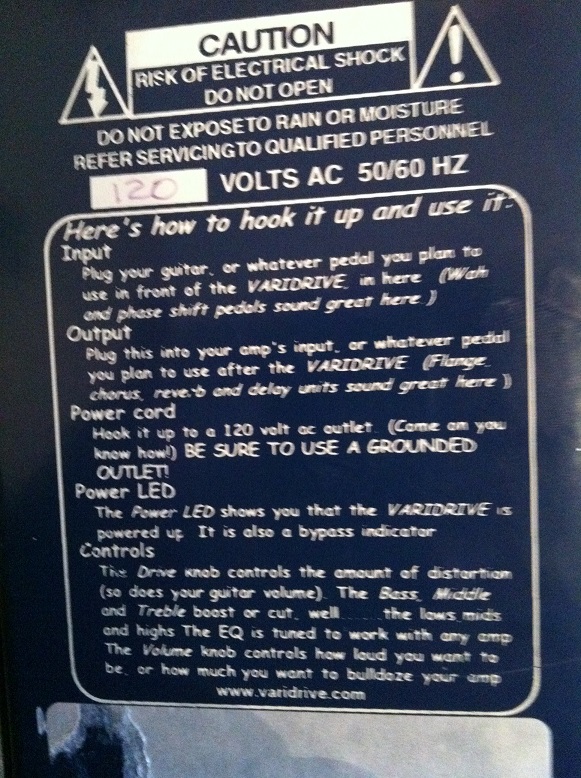 CAUTION
RISK OF ELECTRICAL SHOCK
DO NOT OPEN
DO NOT EXPOSE TO RAIN OR MOISTURE
REFER SERVICING TO QUALIFIED PERSONNEL
120 VOLTS AC 50/60 HZ
Here's how to hook it up and use it:
Input
Plug your guitar, or whatever pedal you plan to
use in front of the VARIDRIVE, in here (Wah
and phase shift pedals sound great here.)
Output
Plug this into your amp's input, or whatever pedal
you plan to use after the VARIDRIVE (Flange,
chorus, reverb and delay units sound great here.)
Power cord
Hook it up to a 120 volt ac outlet. (Come on you
know how!) BE SURE TO USE A GROUNDED
OUTLET!
Power LED
The Power LED shows you that the VARIDRIVE is
powered up. It is also a bypass indicator
Controls
The Drive knob controls the amount of distortion
(so does your guitar volume). The Bass, Middle
and Treble boost or cut, well......the lows,mids
and highs The EQ is tuned to work with any amp
The Volume knob controls how loud you want to
be, or how much you want to bulldoze your amp
www.varidrive.com